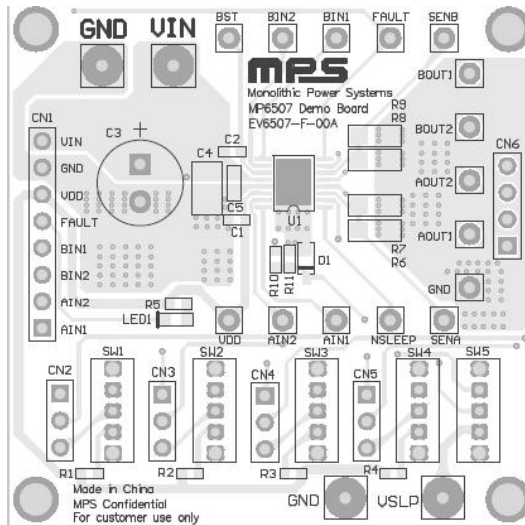 GND VIN BST BIN2 BIN1 FAULT SENB
MPS
Monolithic Power Systems
MP6507 Demo Board
EV6507-F-00A
BOUT1
R9
R8
CN1
C3
+
C2
C4
BOUT2
CN6
VIN
GND
VDD
FAULT
BIN1
BIN2
AIN2
AIN1
C5
C1
U1
AOUT2
AOUT1
R7
R6
D1
R10
R11
GND
R5
LED1
VDD AIN2 AIN1 NSLEEP SENA
SW1 SW2 SW3 SW4 SW5
CN2 CN3 CN4 CN5
R1 R2 R3 R4
Made in China
MPS Confidential
For customer use only
GND VSLP